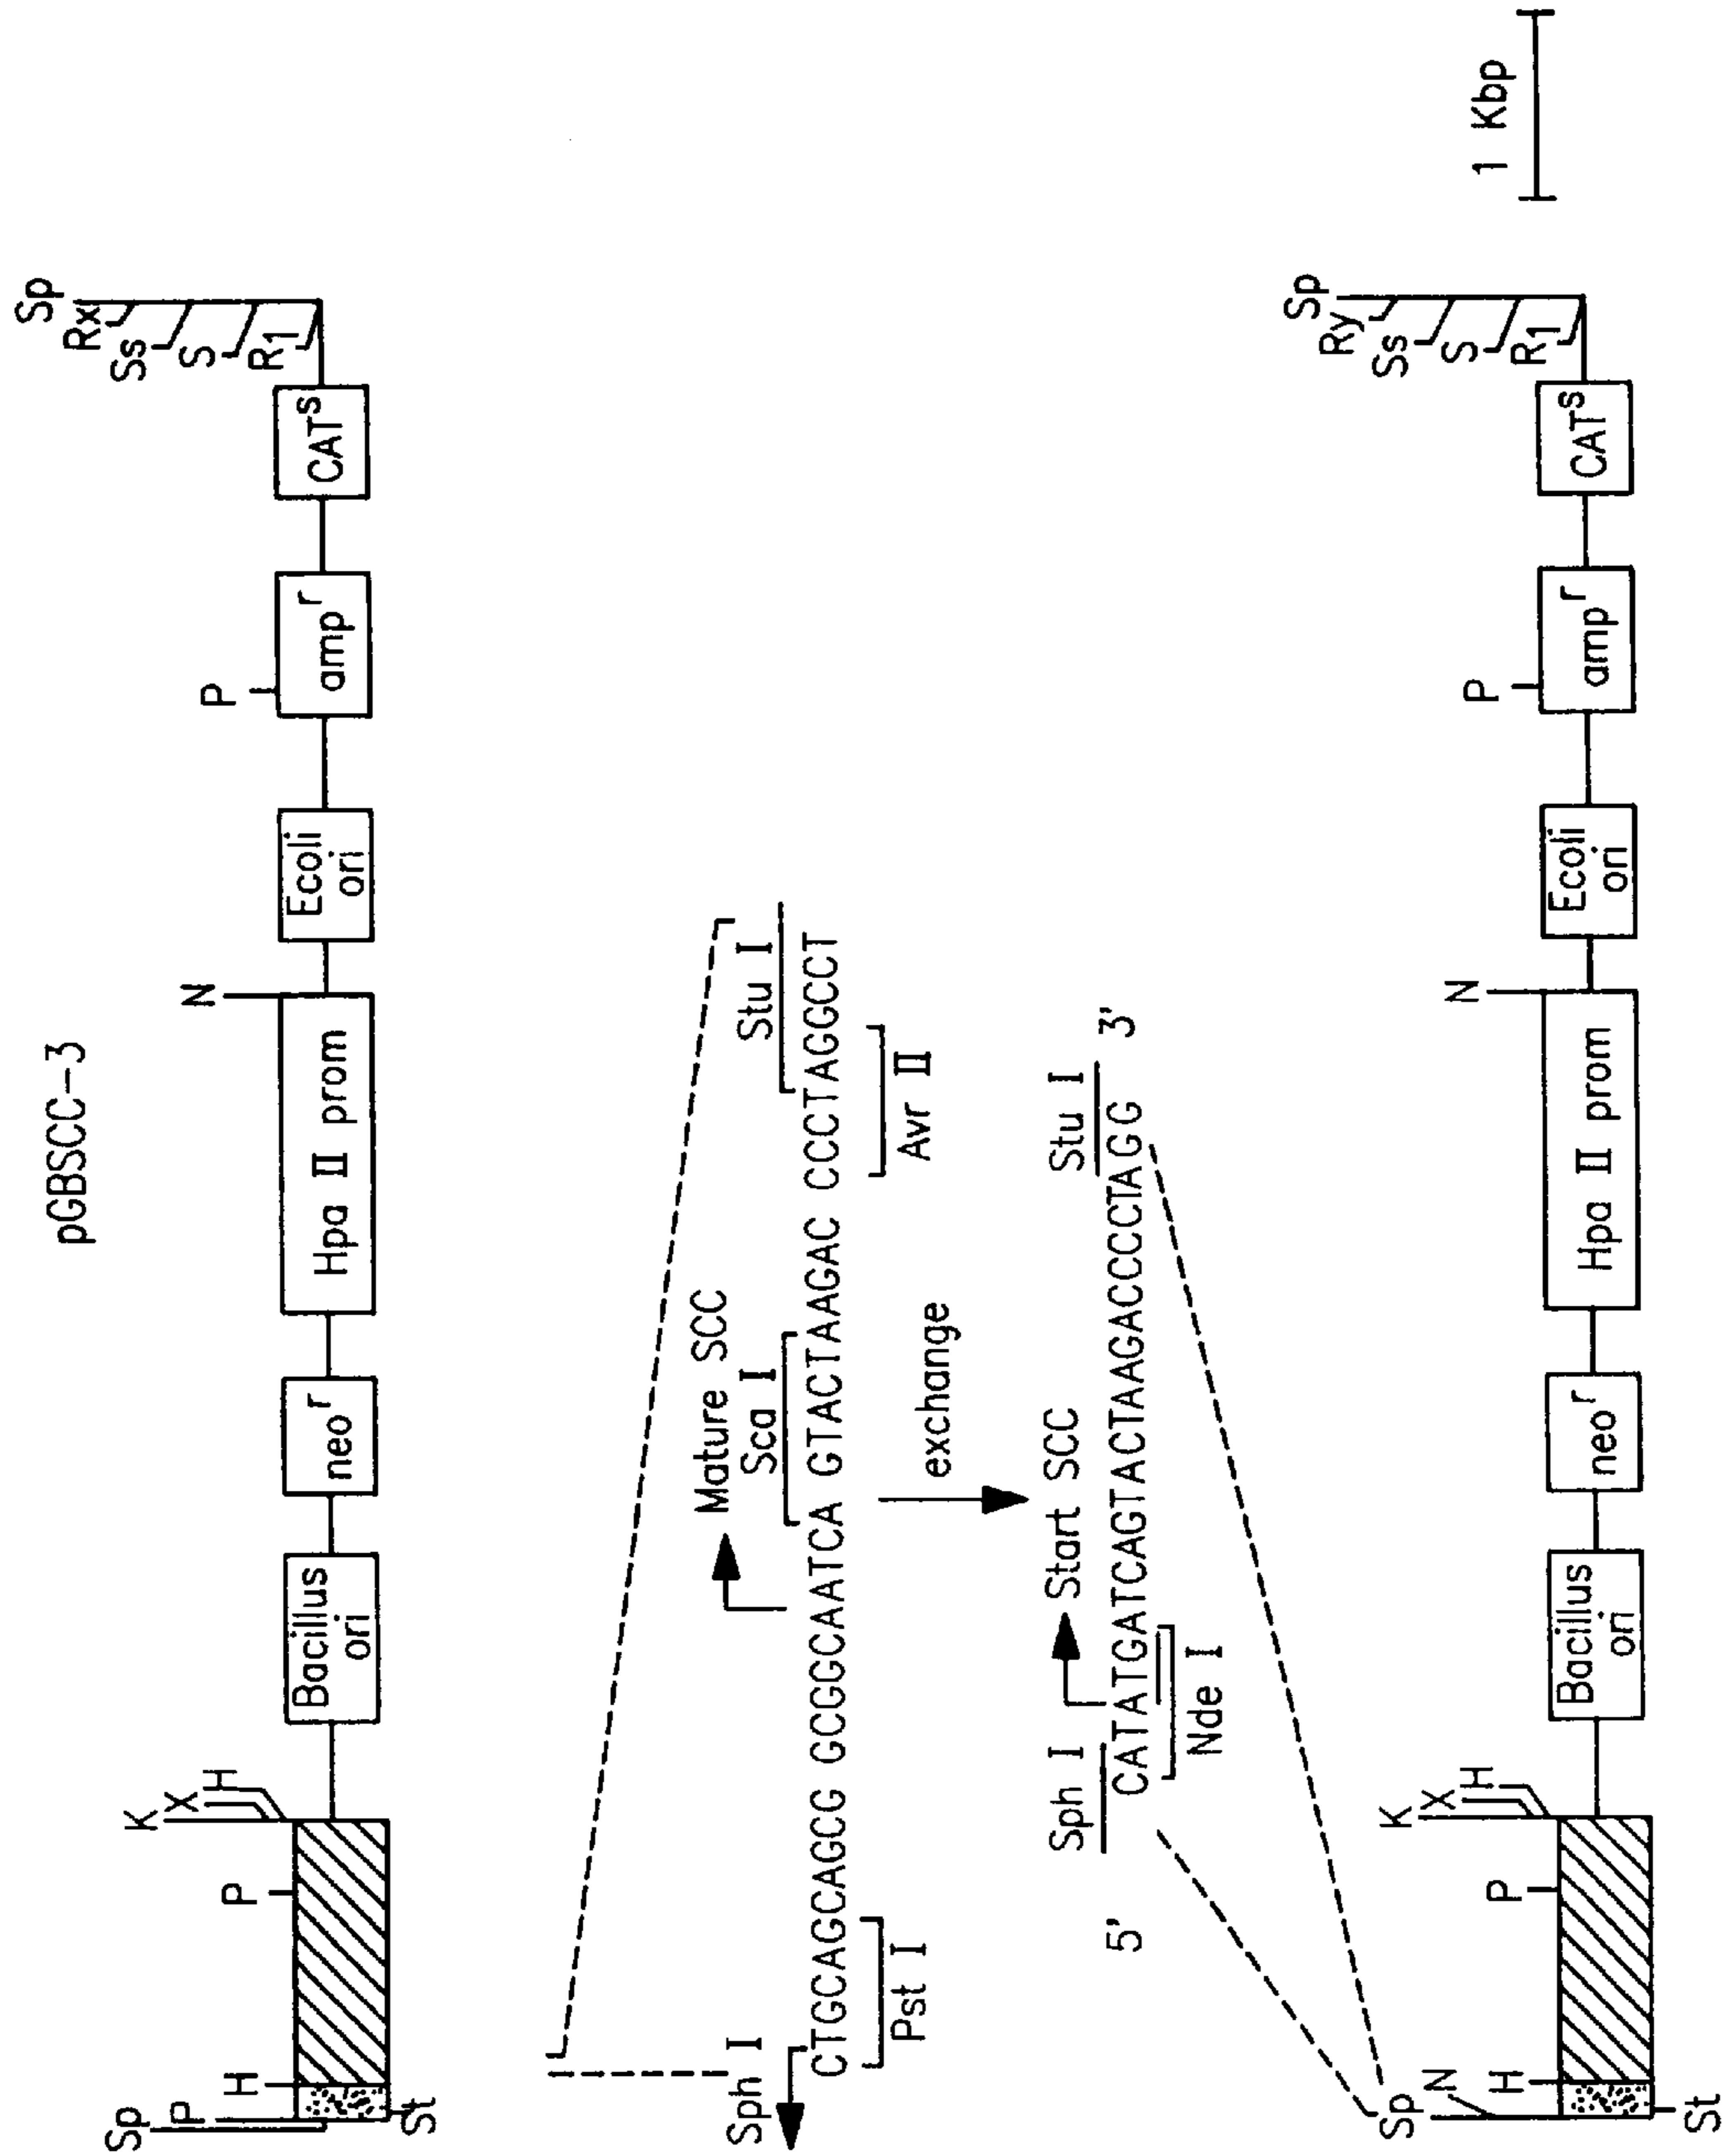 pGBSCC-3
Sp
P
H
St
P
K
X
H
Bacillus ori
neo^r
Hpa II prom
N
Ecoli ori
P
amp^r
CAT^s
Sp
Rx
Ss
S
R1
Sph I
Mature SCC
Sca I
Stu I
CTGCAGCAGCG GCGGCAATCA GTACTAAGAC CCCTAGGCCT
Pst I
Avr II
exchange
Sph I
Start SCC
Stu I
5' CATATGATCAGTACTAAGACCCCTAGG 3'
Nde I
Sp
N
H
St
P
K
X
H
Bacillus ori
neo^r
Hpa II prom
N
Ecoli ori
P
amp^r
CAT^s
Sp
Ry
Ss
S
R1
1 Kbp